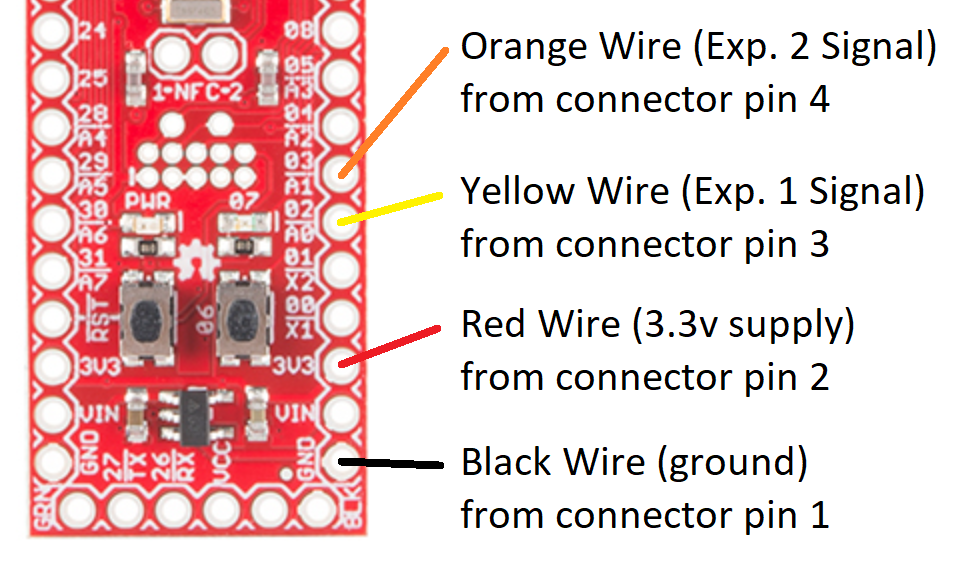 24
25
28
A4
29
A5
30
A6
31
A7
RST
3V3
VIN
GND
27
TX
26
RX
VCC
GRN
1-NFC-2
1
PWR
07
06
08
05
A3
04
A2
03
A1
02
A0
01
X2
00
X1
3V3
VIN
GND
BLK
Orange Wire (Exp. 2 Signal)
from connector pin 4
Yellow Wire (Exp. 1 Signal)
from connector pin 3
Red Wire (3.3v supply)
from connector pin 2
Black Wire (ground)
from connector pin 1